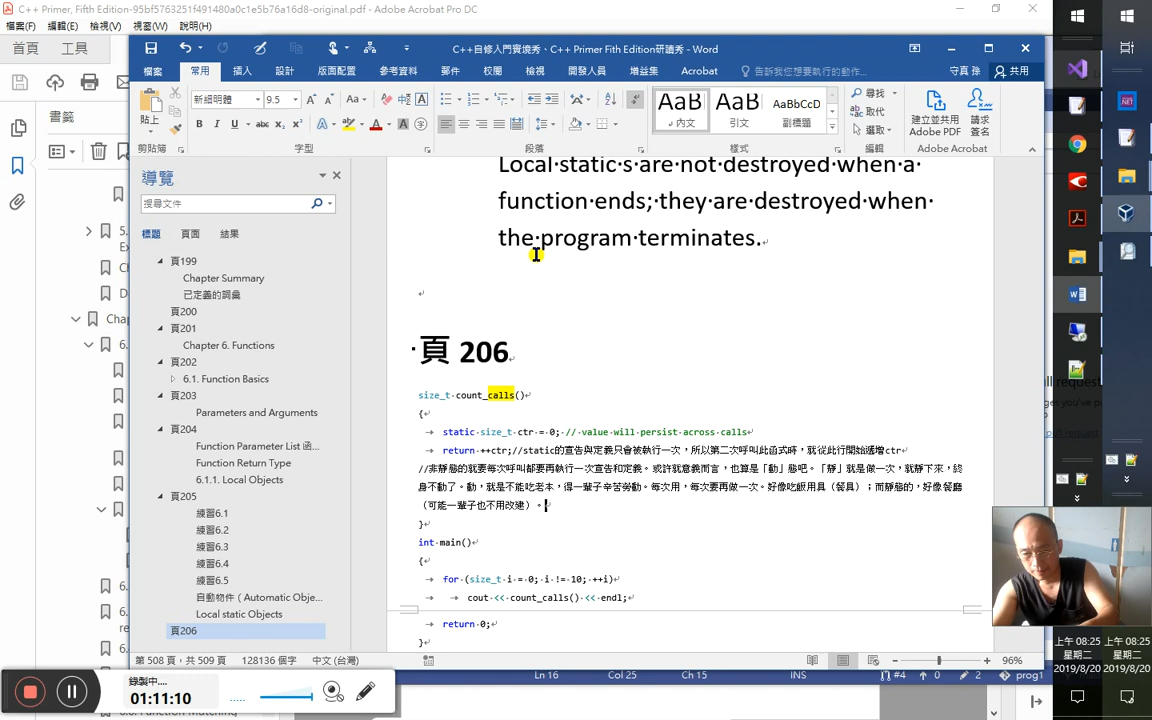 C++ Primer, Fifth Edition-95bf5763251f481940a0c1e5b76a16d8-original.pdf - Adobe Acrobat Pro DC
檔案(F) 編輯(E) 檢視(V) 視窗(W) 說明(H)
首頁 工具
書籤
C++自修入門實境秀、C++ Primer Fifth Edition研讀秀 - Word
檔案 常用 插入 設計 版面配置 參考資料 郵件 校閱 檢視 開發人員 增益集 Acrobat 告訴我您想要執行的動作... 守真 孫 共用
貼上
新細明體 9.5
剪貼簿 字型 段落 樣式 編輯 Adobe Acrobat
AaBb AaBb AaBbCcD
內文 引文 副標題
尋找
取代
選取
建立並共用 Adobe PDF
請求簽名
導覽
搜尋文件
標題 頁面 結果
頁199
Chapter Summary
已定義的詞彙
頁200
頁201
Chapter 6. Functions
頁202
6.1. Function Basics
頁203
Parameters and Arguments
頁204
Function Parameter List 函...
Function Return Type
6.1.1. Local Objects
頁205
練習6.1
練習6.2
練習6.3
練習6.4
練習6.5
自動物件（Automatic Obje...
Local static Objects
頁206
Local static s are not destroyed when a
function ends; they are destroyed when
the program terminates.
頁 206
size_t count_calls()
{
static size_t ctr = 0; // value will persist across calls
return ++ctr;//static的宣告與定義只會被執行一次，所以第二次呼叫此函式時，就從此行開始遞增ctr
//非靜態的就要每次呼叫都要再執行一次宣告和定義。或許就意義而言，也算是「動」態吧。「靜」就是做一次，就靜下來，終
身不動了。動，就是不能吃老本，得一輩子辛苦勞動。每次用，每次要再做一次。好像吃飯用具（餐具）；而靜態的，好像餐廳
（可能一輩子也不用改建）。
}
int main()
{
for (size_t i = 0; i != 10; ++i)
cout << count_calls() << endl;
return 0;
}
第 508 頁，共 509 頁 128136 個字 中文 (台灣) 96%
錄製中....
01:11:10
Ln 16 Col 25 Ch 15 INS #4 0 2 prog1
上午 08:25
星期二
2019/8/20
上午 08:25
星期二
2019/8/20